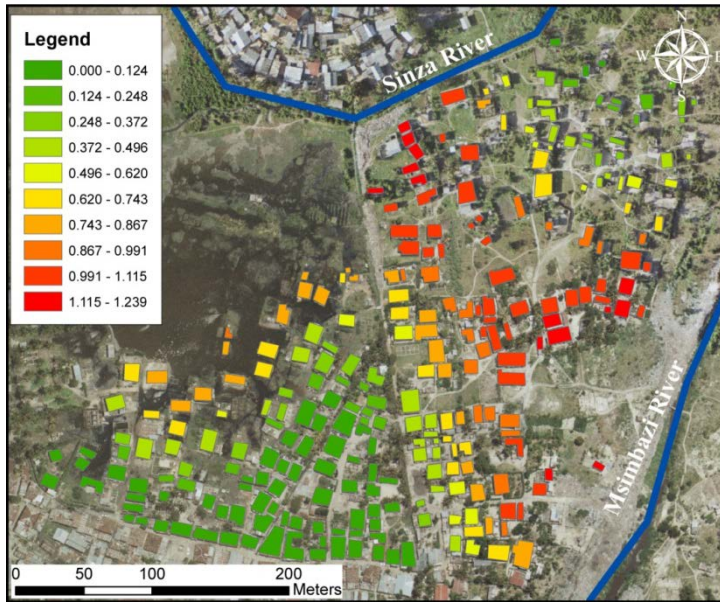 Legend
0.000 - 0.124
0.124 - 0.248
0.248 - 0.372
0.372 - 0.496
0.496 - 0.620
0.620 - 0.743
0.743 - 0.867
0.867 - 0.991
0.991 - 1.115
1.115 - 1.239
Sinza River
N
W E
S
Msimbazi River
0 50 100 200
Meters